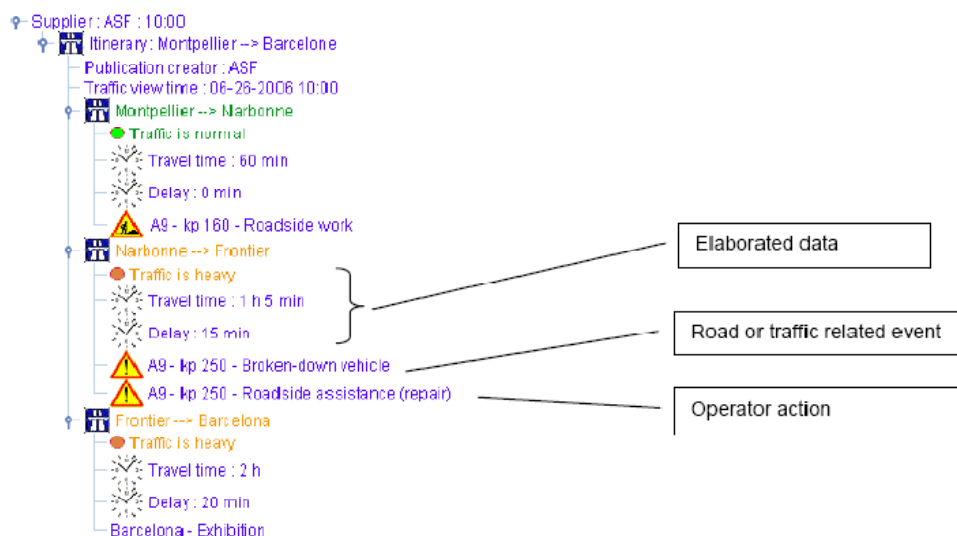 Supplier : ASF : 10:00
Itinerary : Montpellier --> Barcelone
Publication creator : ASF
Traffic view time : 06-26-2006 10:00
Montpellier --> Narbonne
Traffic is normal
Travel time : 60 min
Delay : 0 min
A9 - kp 160 - Roadside work
Narbonne --> Frontier
Traffic is heavy
Travel time : 1 h 5 min
Delay : 15 min
A9 - kp 250 - Broken-down vehicle
A9 - kp 250 - Roadside assistance (repair)
Frontier --> Barcelona
Traffic is heavy
Travel time : 2 h
Delay : 20 min
Barcelona - Exhibition
Elaborated data
Road or traffic related event
Operator action